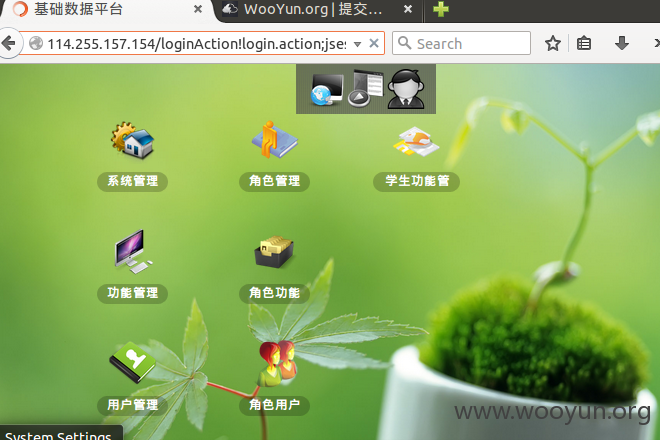 基础数据平台
WooYun.org | 提交…
114.255.157.154/loginAction!login.action;jses
Search
系统管理
角色管理
学生功能管
功能管理
角色功能
用户管理
角色用户
www.wooyun.org
System Settings